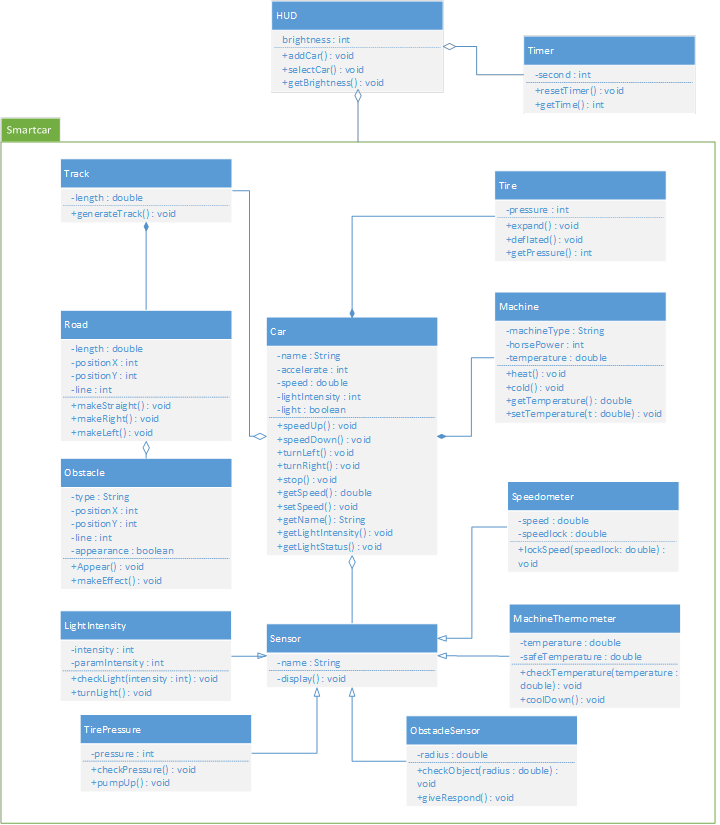 HUD
brightness : int
+addCar() : void
+selectCar() : void
+getBrightness() : void
Timer
-second : int
+resetTimer() : void
+getTime() : int
Smartcar
Track
-length : double
+generateTrack() : void
Tire
-pressure : int
+expand() : void
+deflated() : void
+getPressure() : int
Road
-length : double
-positionX : int
-positionY : int
-line : int
+makeStraight() : void
+makeRight() : void
+makeLeft() : void
Car
-name : String
-accelerate : int
-speed : double
-lightIntensity : int
-light : boolean
+speedUp() : void
+speedDown() : void
+turnLeft() : void
+turnRight() : void
+stop() : void
+getSpeed() : double
+setSpeed() : void
+getName() : String
+getLightIntensity() : void
+getLightStatus() : void
Machine
-machineType : String
-horsePower : int
-temperature : double
+heat() : void
+cold() : void
+getTemperature() : double
+setTemperature(t : double) : void
Obstacle
-type : String
-positionX : int
-positionY : int
-line : int
-appearance : boolean
+Appear() : void
+makeEffect() : void
Speedometer
-speed : double
-speedlock : double
+lockSpeed(speedlock: double) :
void
LightIntensity
-intensity : int
-paramIntensity : int
+checkLight(intensity : int) : void
+turnLight() : void
Sensor
-name : String
-display() : void
MachineThermometer
-temperature : double
-safeTemperature : double
+checkTemperature(temperature :
double) : void
+coolDown() : void
TirePressure
-pressure : int
+checkPressure() : void
+pumpUp() : void
ObstacleSensor
-radius : double
+checkObject(radius : double) :
void
+giveRespond() : void